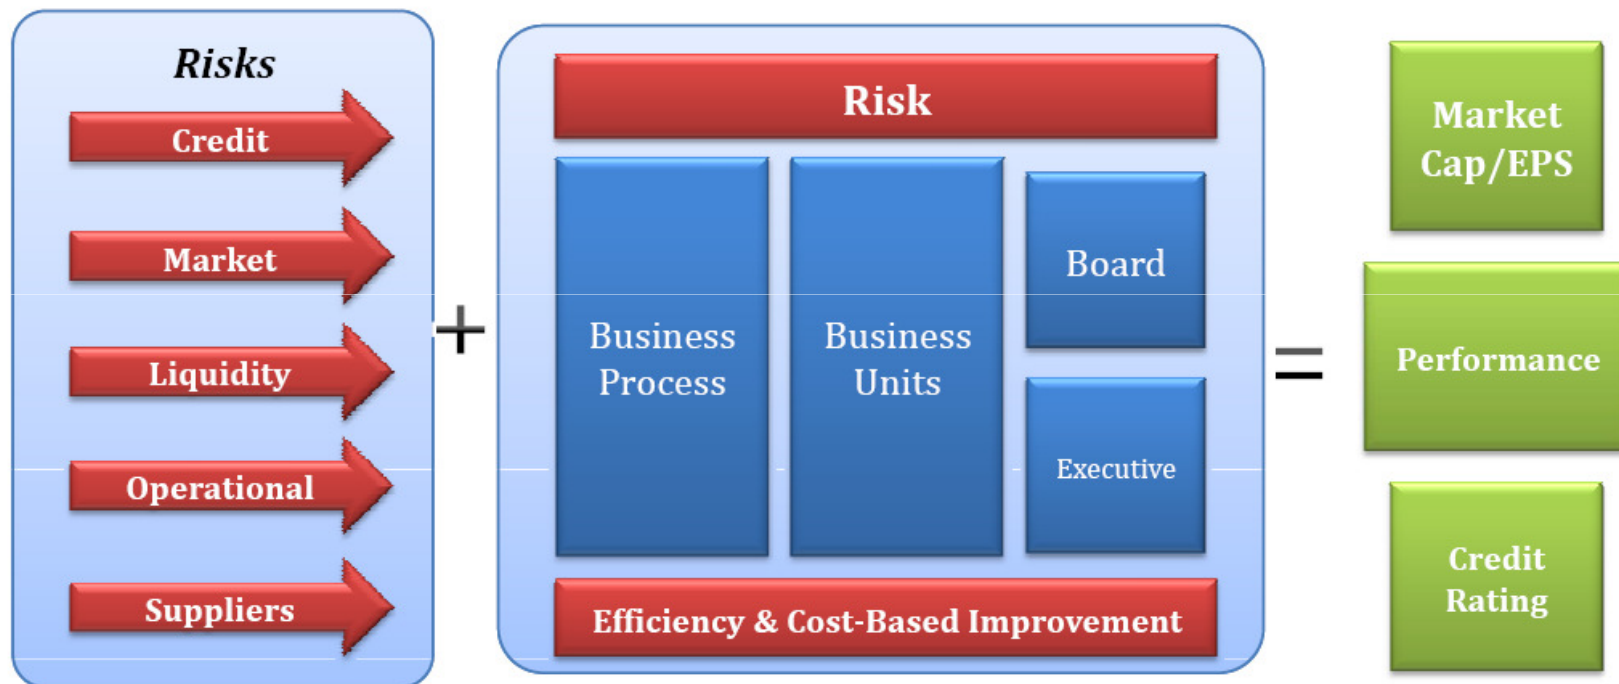 Risks
Credit
Market
Liquidity
Operational
Suppliers
+
Risk
Business
Process
Business
Units
Board
Executive
Efficiency & Cost-Based Improvement
=
Market
Cap/EPS
Performance
Credit
Rating